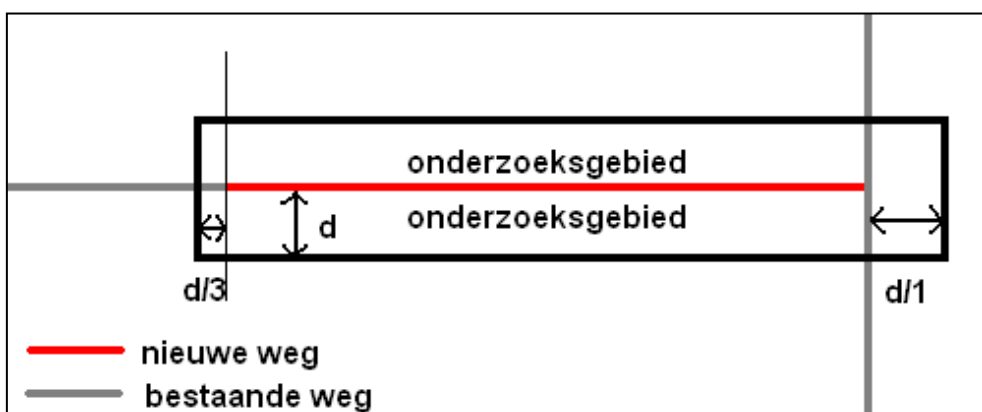 onderzoeksgebied
onderzoeksgebied
d
d/3
d/1
nieuwe weg
bestaande weg